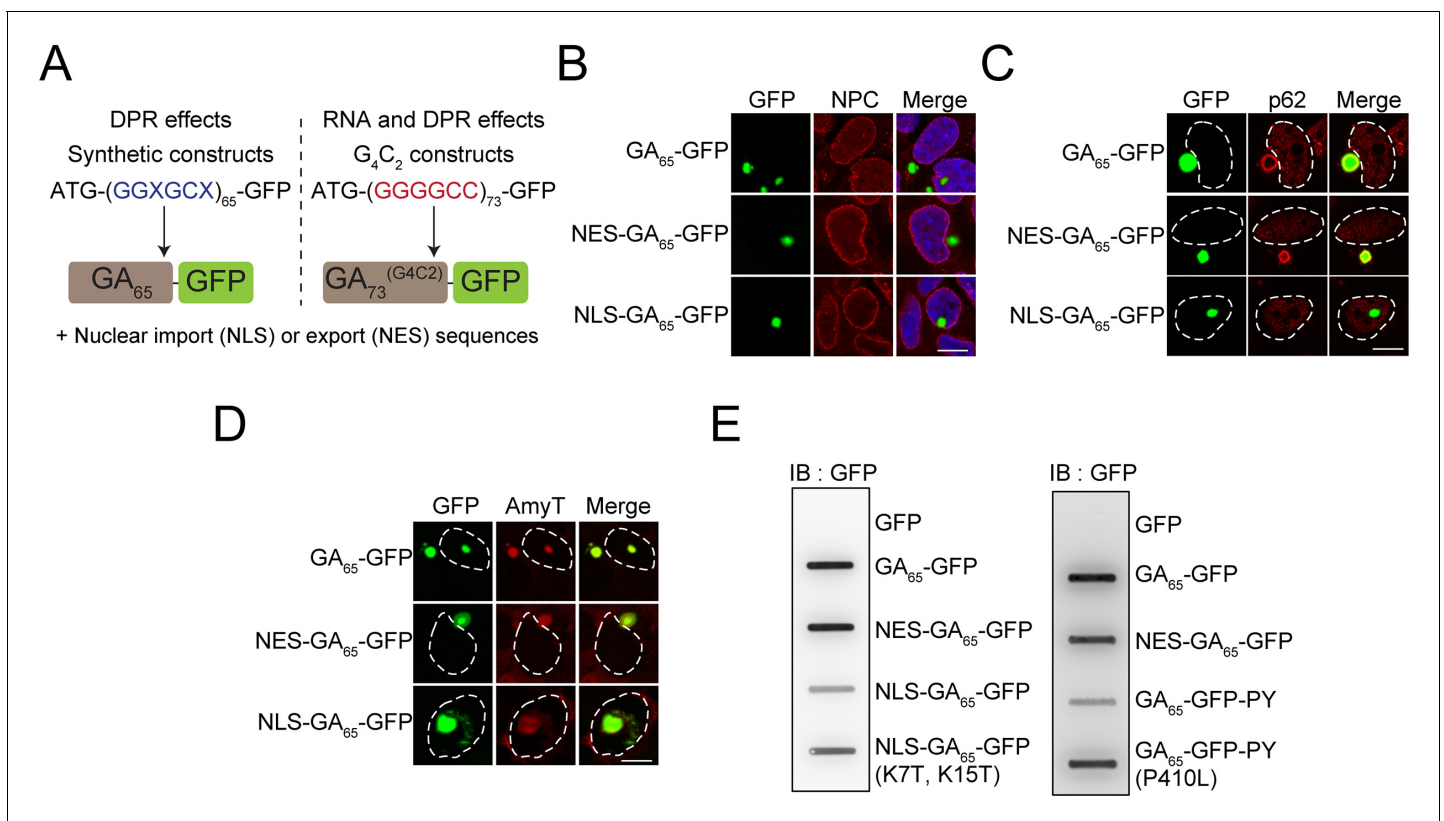 A
DPR effects
Synthetic constructs
ATG-(GGXGCX)65-GFP
GA65 GFP
RNA and DPR effects
G4C2 constructs
ATG-(GGGGCC)73-GFP
GA73(G4C2) GFP
+ Nuclear import (NLS) or export (NES) sequences
B
GFP NPC Merge
GA65-GFP
NES-GA65-GFP
NLS-GA65-GFP
C
GFP p62 Merge
GA65-GFP
NES-GA65-GFP
NLS-GA65-GFP
D
GFP AmyT Merge
GA65-GFP
NES-GA65-GFP
NLS-GA65-GFP
E
IB : GFP
GFP
GA65-GFP
NES-GA65-GFP
NLS-GA65-GFP
NLS-GA65-GFP
(K7T, K15T)
IB : GFP
GFP
GA65-GFP
NES-GA65-GFP
GA65-GFP-PY
GA65-GFP-PY
(P410L)